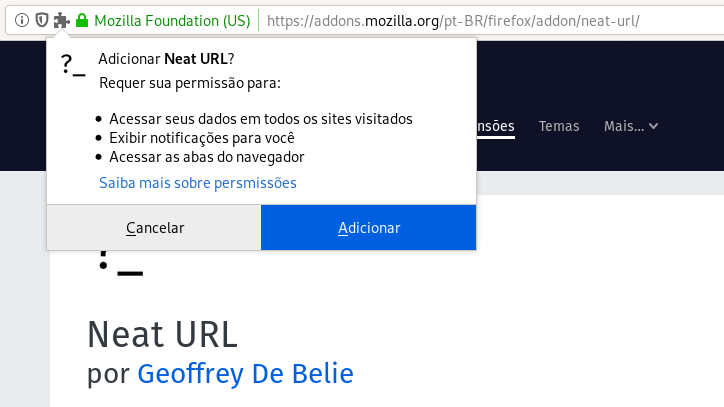 Mozilla Foundation (US) https://addons.mozilla.org/pt-BR/firefox/addon/neat-url/
?_ Adicionar Neat URL?
Requer sua permissão para:
• Acessar seus dados em todos os sites visitados
• Exibir notificações para você
• Acessar as abas do navegador
Saiba mais sobre persmissões
Cancelar Adicionar
nsões Temas Mais...
?_
Neat URL
por Geoffrey De Belie